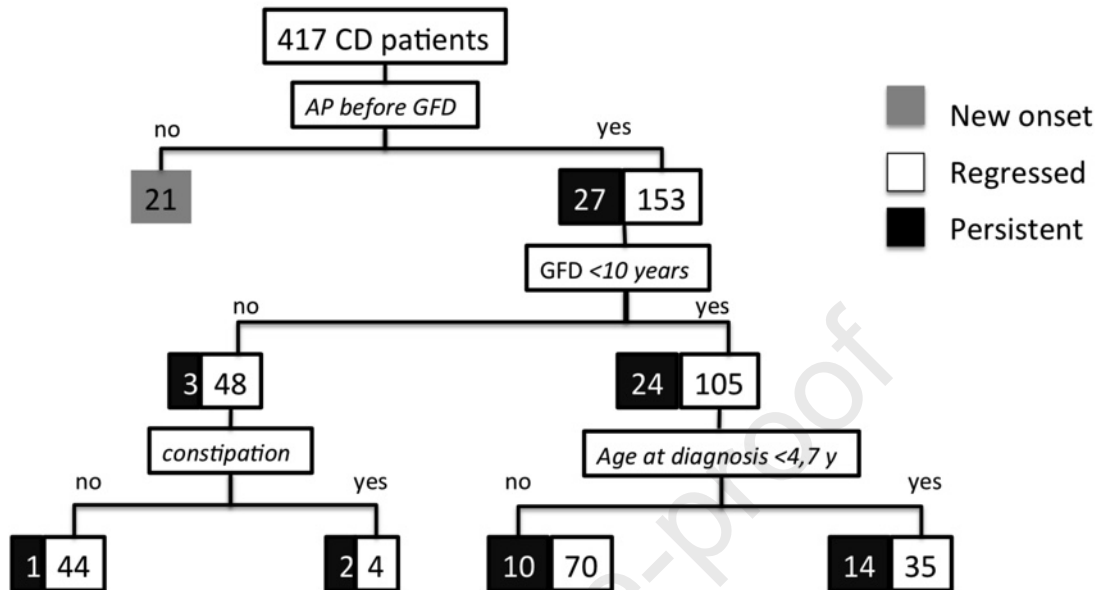 417 CD patients
AP before GFD
no
yes
New onset
Regressed
Persistent
21
27 153
GFD <10 years
no
yes
3 48
24 105
constipation
Age at diagnosis <4,7 y
no
yes
no
yes
1 44
2 4
10 70
14 35
e-proof